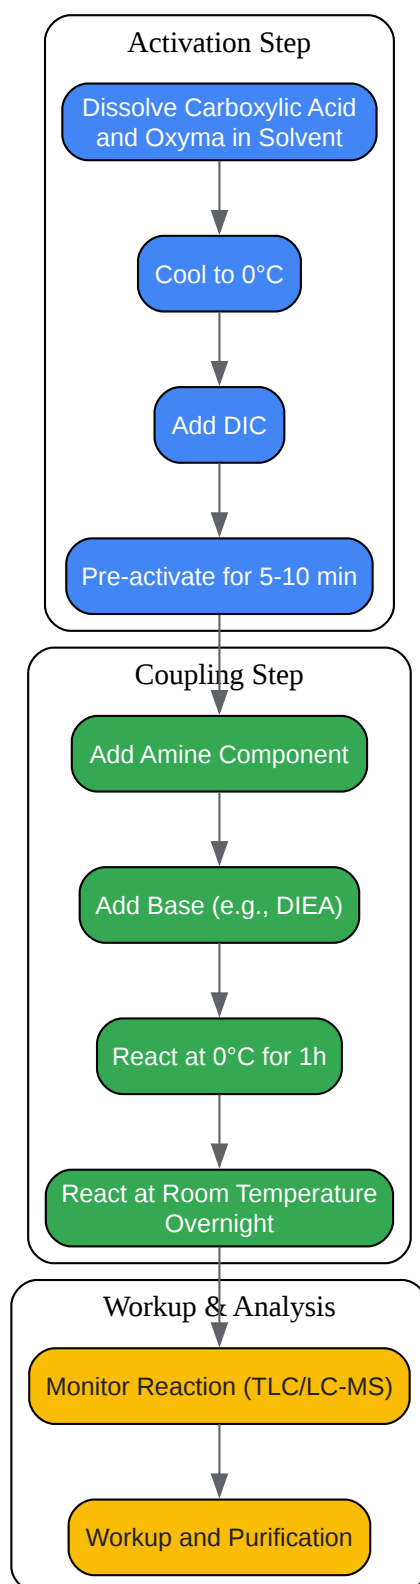 Activation Step
Dissolve Carboxylic Acid
and Oxyma in Solvent
Cool to 0°C
Add DIC
Pre-activate for 5-10 min
Coupling Step
Add Amine Component
Add Base (e.g., DIEA)
React at 0°C for 1h
React at Room Temperature
Overnight
Workup & Analysis
Monitor Reaction (TLC/LC-MS)
Workup and Purification